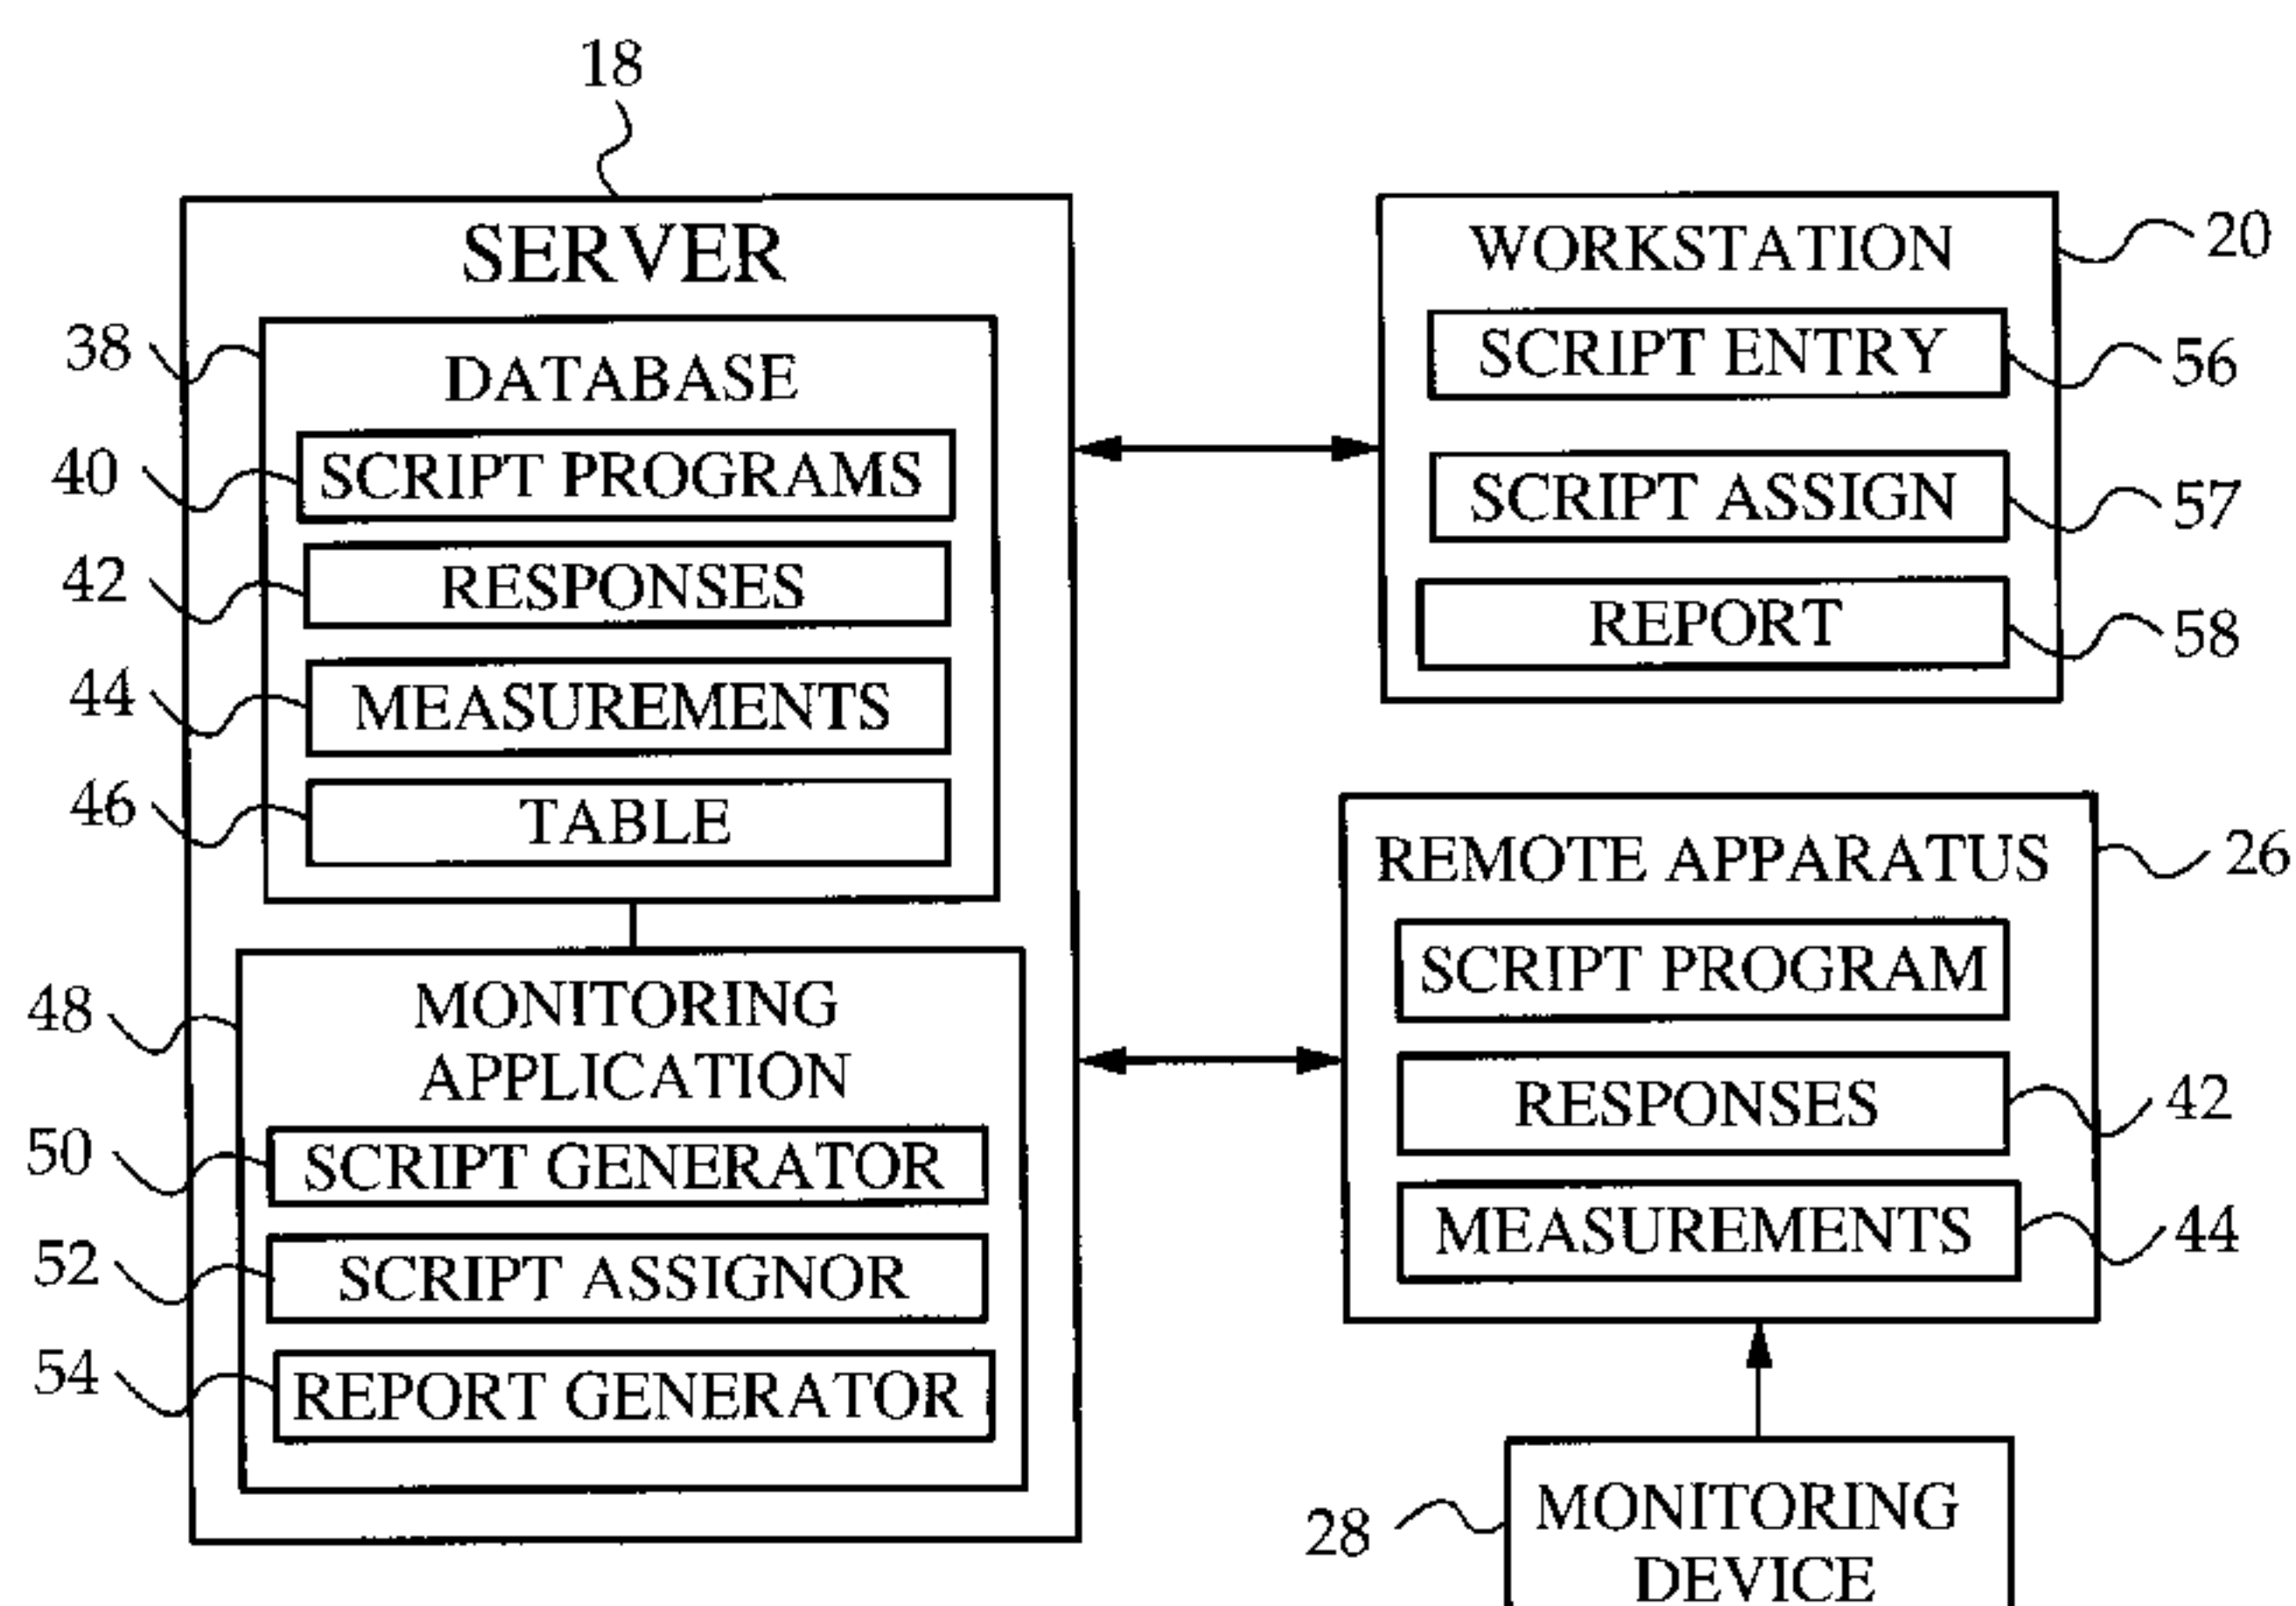 18
SERVER
38
DATABASE
40
SCRIPT PROGRAMS
42
RESPONSES
44
MEASUREMENTS
46
TABLE
48
MONITORING
APPLICATION
50
SCRIPT GENERATOR
52
SCRIPT ASSIGNOR
54
REPORT GENERATOR
WORKSTATION
20
SCRIPT ENTRY
56
SCRIPT ASSIGN
57
REPORT
58
REMOTE APPARATUS
26
SCRIPT PROGRAM
RESPONSES
42
MEASUREMENTS
44
28
MONITORING
DEVICE